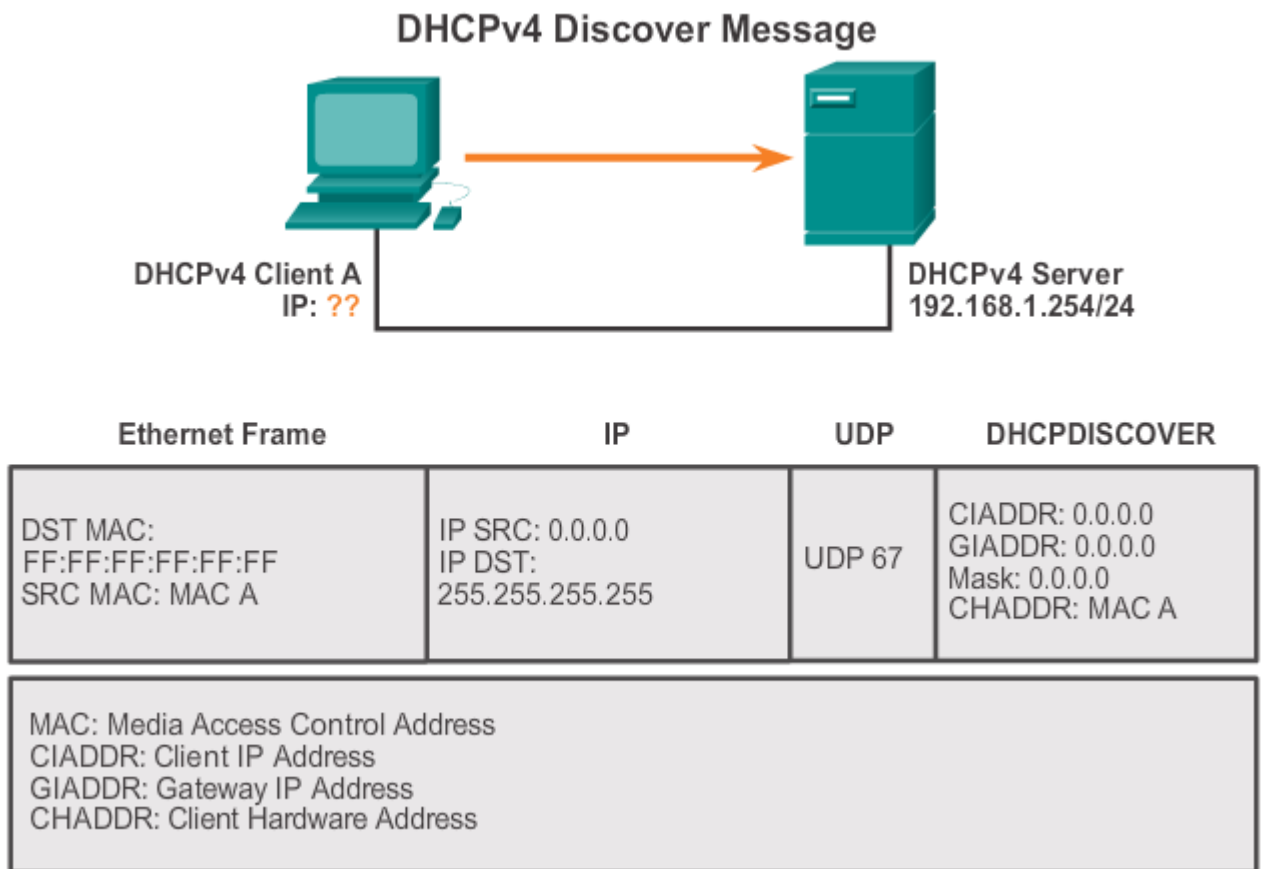 DHCPv4 Discover Message
DHCPv4 Client A
IP: ??
DHCPv4 Server
192.168.1.254/24
Ethernet Frame
IP
UDP
DHCPDISCOVER
DST MAC:
FF:FF:FF:FF:FF:FF
SRC MAC: MAC A
IP SRC: 0.0.0.0
IP DST:
255.255.255.255
UDP 67
CIADDR: 0.0.0.0
GIADDR: 0.0.0.0
Mask: 0.0.0.0
CHADDR: MAC A
MAC: Media Access Control Address
CIADDR: Client IP Address
GIADDR: Gateway IP Address
CHADDR: Client Hardware Address